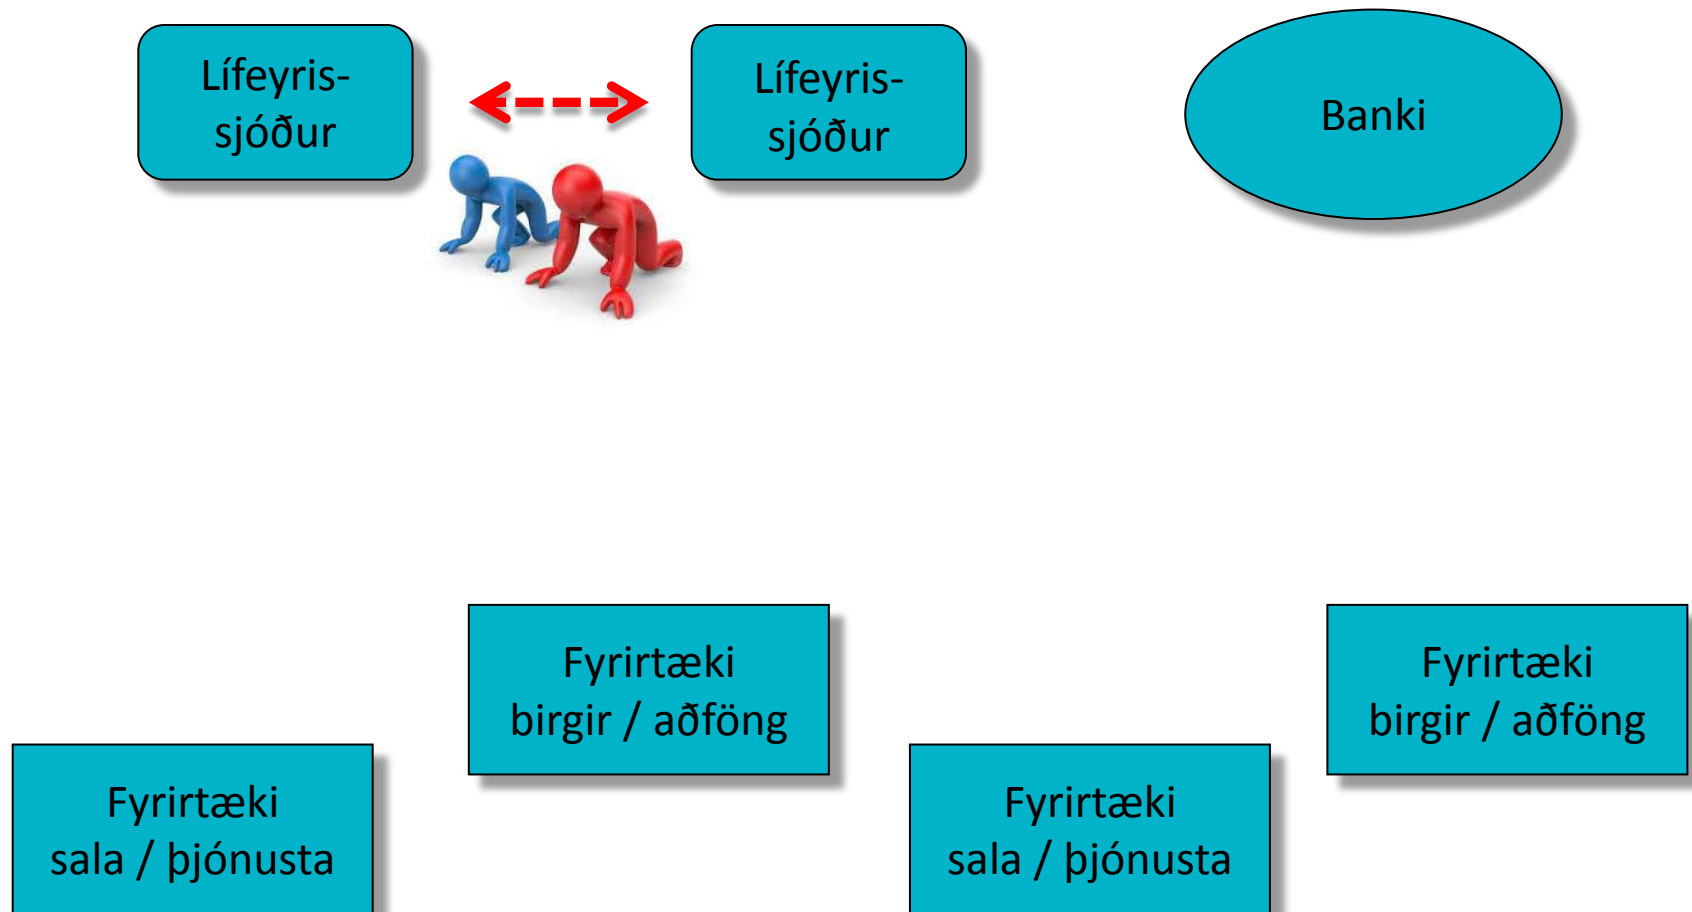 Lífeyris-
sjóður
Lífeyris-
sjóður
Banki
Fyrirtæki
birgir / aðföng
Fyrirtæki
birgir / aðföng
Fyrirtæki
sala / þjónusta
Fyrirtæki
sala / þjónusta